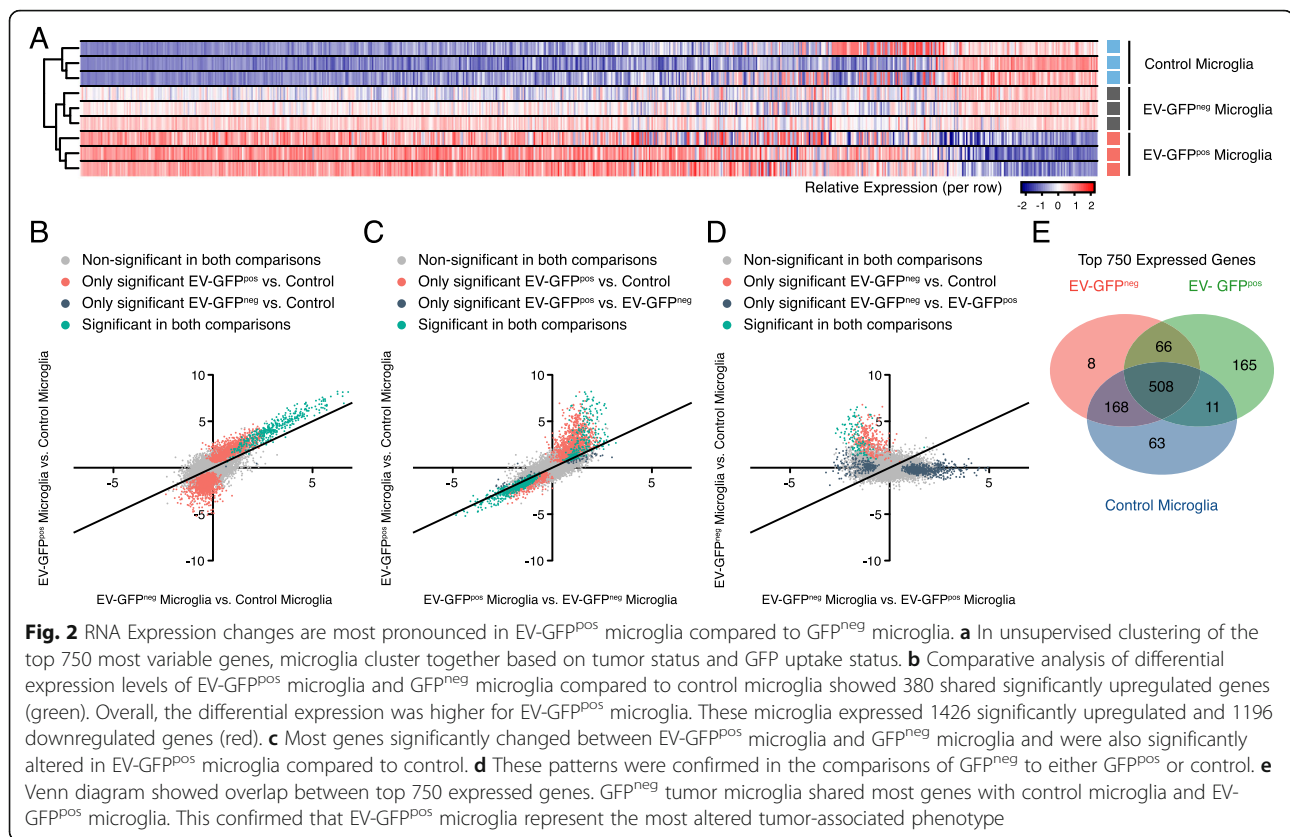 A
Control Microglia
EV-GFPneg Microglia
EV-GFPpos Microglia
Relative Expression (per row)
-2 -1 0 1 2
B
Non-significant in both comparisons
Only significant EV-GFPpos vs. Control
Only significant EV-GFPneg vs. Control
Significant in both comparisons
EV-GFPpos Microglia vs. Control Microglia
10
5
-5 5
-5
-10
EV-GFPneg Microglia vs. Control Microglia
C
Non-significant in both comparisons
Only significant EV-GFPpos vs. Control
Only significant EV-GFPpos vs. EV-GFPneg
Significant in both comparisons
EV-GFPpos Microglia vs. Control Microglia
10
5
-5 5
-5
-10
EV-GFPpos Microglia vs. EV-GFPneg Microglia
D
Non-significant in both comparisons
Only significant EV-GFPneg vs. Control
Only significant EV-GFPneg vs. EV-GFPpos
Significant in both comparisons
EV-GFPneg Microglia vs. Control Microglia
10
5
-5 5
-5
-10
EV-GFPneg Microglia vs. EV-GFPpos Microglia
E
Top 750 Expressed Genes
EV-GFPneg EV- GFPpos
8 66 165
508
168 11
63
Control Microglia
Fig. 2 RNA Expression changes are most pronounced in EV-GFPpos microglia compared to GFPneg microglia. a In unsupervised clustering of the
top 750 most variable genes, microglia cluster together based on tumor status and GFP uptake status. b Comparative analysis of differential
expression levels of EV-GFPpos microglia and GFPneg microglia compared to control microglia showed 380 shared significantly upregulated genes
(green). Overall, the differential expression was higher for EV-GFPpos microglia. These microglia expressed 1426 significantly upregulated and 1196
downregulated genes (red). c Most genes significantly changed between EV-GFPpos microglia and GFPneg microglia and were also significantly
altered in EV-GFPpos microglia compared to control. d These patterns were confirmed in the comparisons of GFPneg to either GFPpos or control. e
Venn diagram showed overlap between top 750 expressed genes. GFPneg tumor microglia shared most genes with control microglia and EV-
GFPpos microglia. This confirmed that EV-GFPpos microglia represent the most altered tumor-associated phenotype